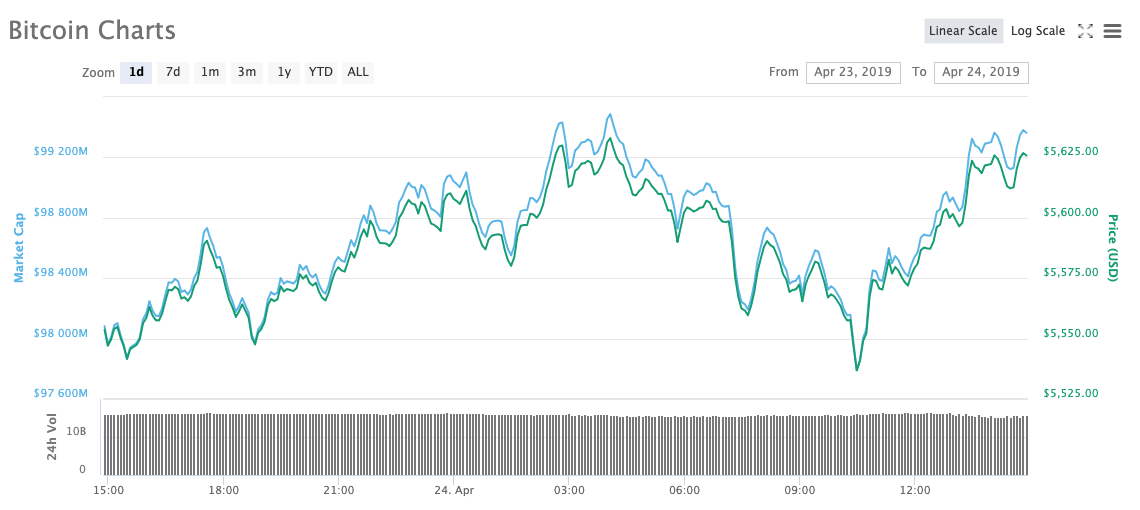 Bitcoin Charts
Linear Scale Log Scale
Zoom 1d 7d 1m 3m 1y YTD ALL
From Apr 23, 2019 To Apr 24, 2019
$99 200M
$98 800M
$98 400M
$98 000M
$97 600M
Market Cap
$5,625.00
$5,600.00
$5,575.00
$5,550.00
$5,525.00
Price (USD)
24h Vol
10B
0
15:00 18:00 21:00 24. Apr 03:00 06:00 09:00 12:00